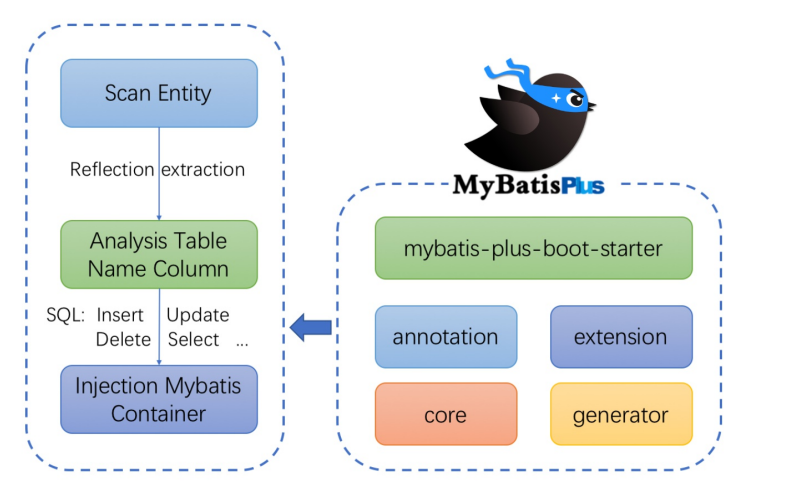 Scan Entity
Reflection extraction
Analysis Table
Name Column
SQL: Insert Update
Delete Select ...
Injection Mybatis
Container
MyBatisPlus
mybatis-plus-boot-starter
annotation
extension
core
generator